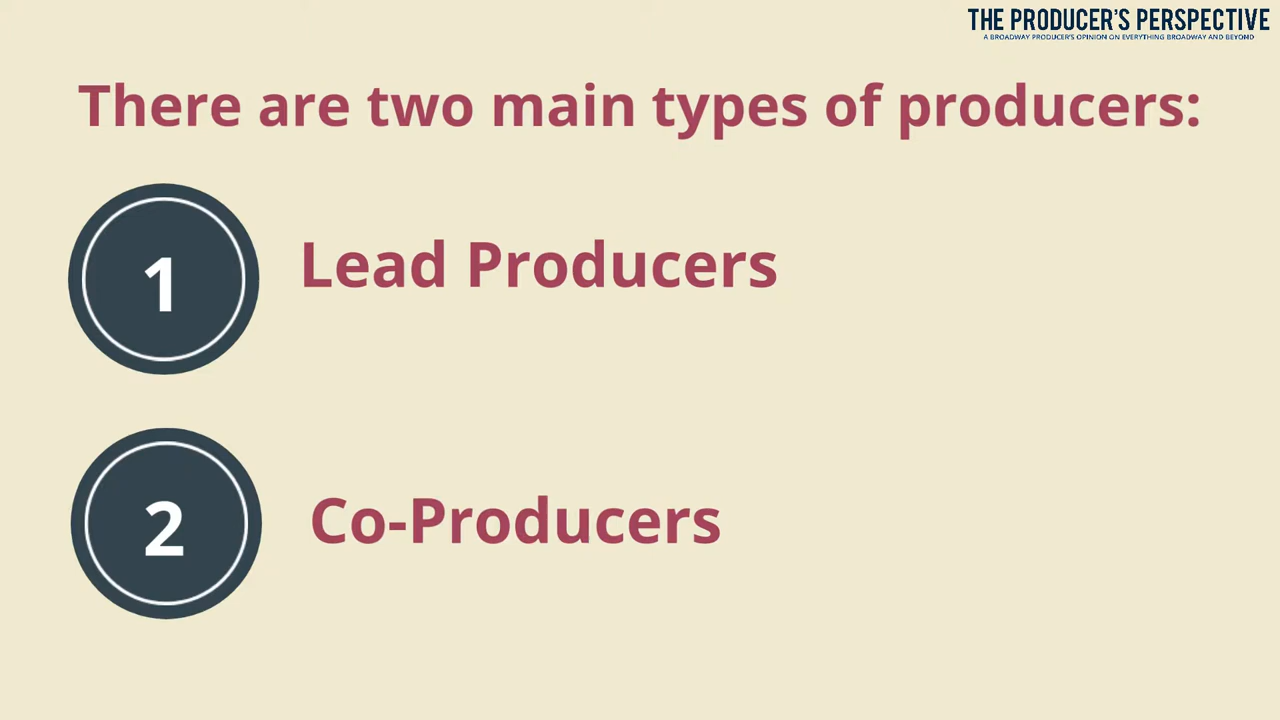 THE PRODUCER'S PERSPECTIVE
A BROADWAY PRODUCER'S OPINION ON EVERYTHING BROADWAY AND BEYOND
There are two main types of producers:
1
Lead Producers
2
Co-Producers